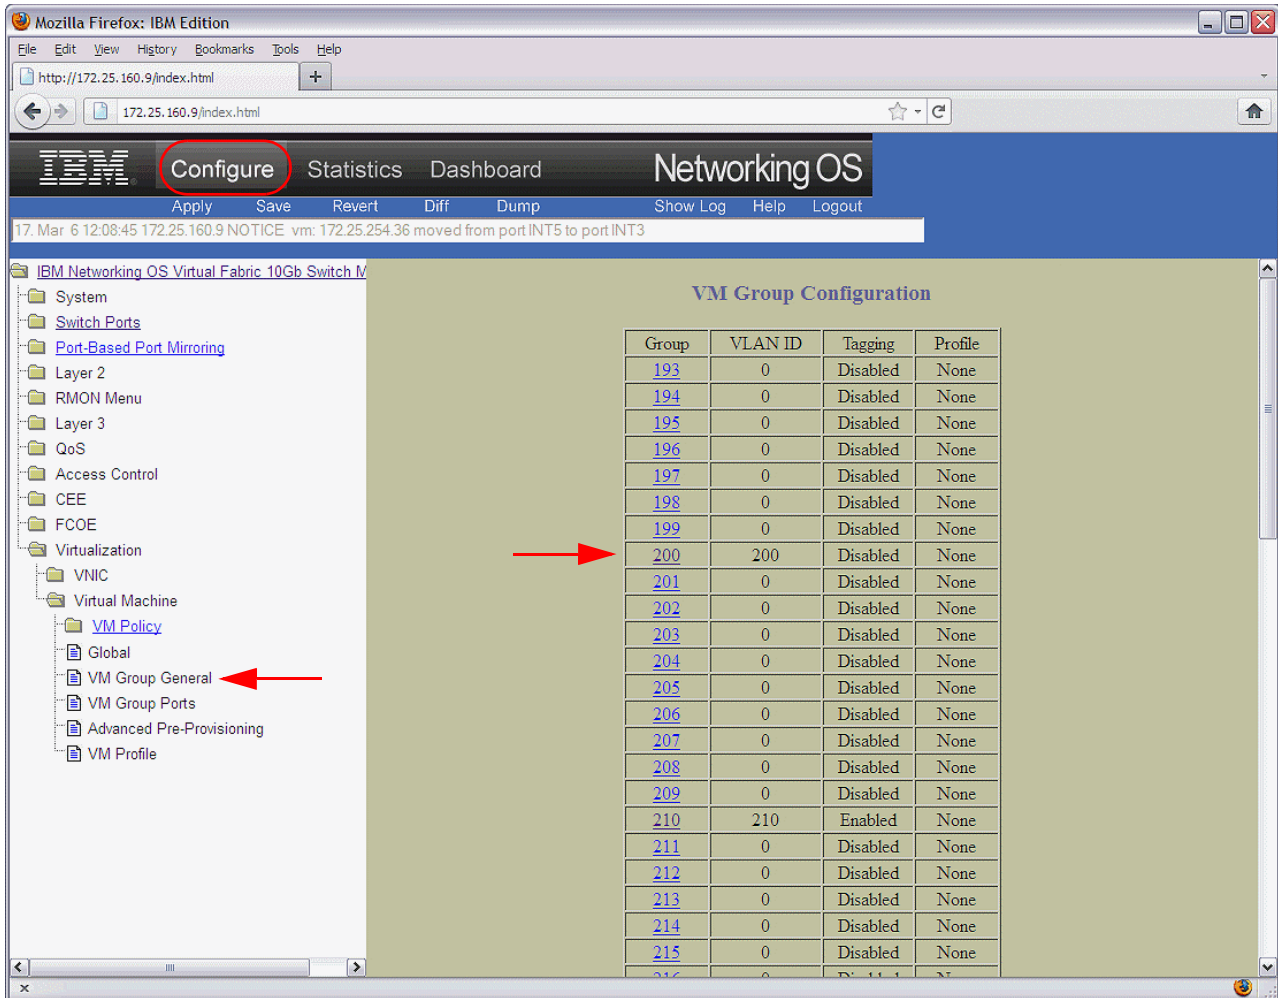 Mozilla Firefox: IBM Edition
File Edit View History Bookmarks Tools Help
http://172.25.160.9/index.html
172.25.160.9/index.html
IBM Configure Statistics Dashboard Networking OS
Apply Save Revert Diff Dump Show Log Help Logout
17. Mar 6 12:08:45 172.25.160.9 NOTICE vm: 172.25.254.36 moved from port INT5 to port INT3
IBM Networking OS Virtual Fabric 10Gb Switch M
System
Switch Ports
Port-Based Port Mirroring
Layer 2
RMON Menu
Layer 3
QoS
Access Control
CEE
FCOE
Virtualization
VNIC
Virtual Machine
VM Policy
Global
VM Group General
VM Group Ports
Advanced Pre-Provisioning
VM Profile
VM Group Configuration
Group VLAN ID Tagging Profile
193 0 Disabled None
194 0 Disabled None
195 0 Disabled None
196 0 Disabled None
197 0 Disabled None
198 0 Disabled None
199 0 Disabled None
200 200 Disabled None
201 0 Disabled None
202 0 Disabled None
203 0 Disabled None
204 0 Disabled None
205 0 Disabled None
206 0 Disabled None
207 0 Disabled None
208 0 Disabled None
209 0 Disabled None
210 210 Enabled None
211 0 Disabled None
212 0 Disabled None
213 0 Disabled None
214 0 Disabled None
215 0 Disabled None